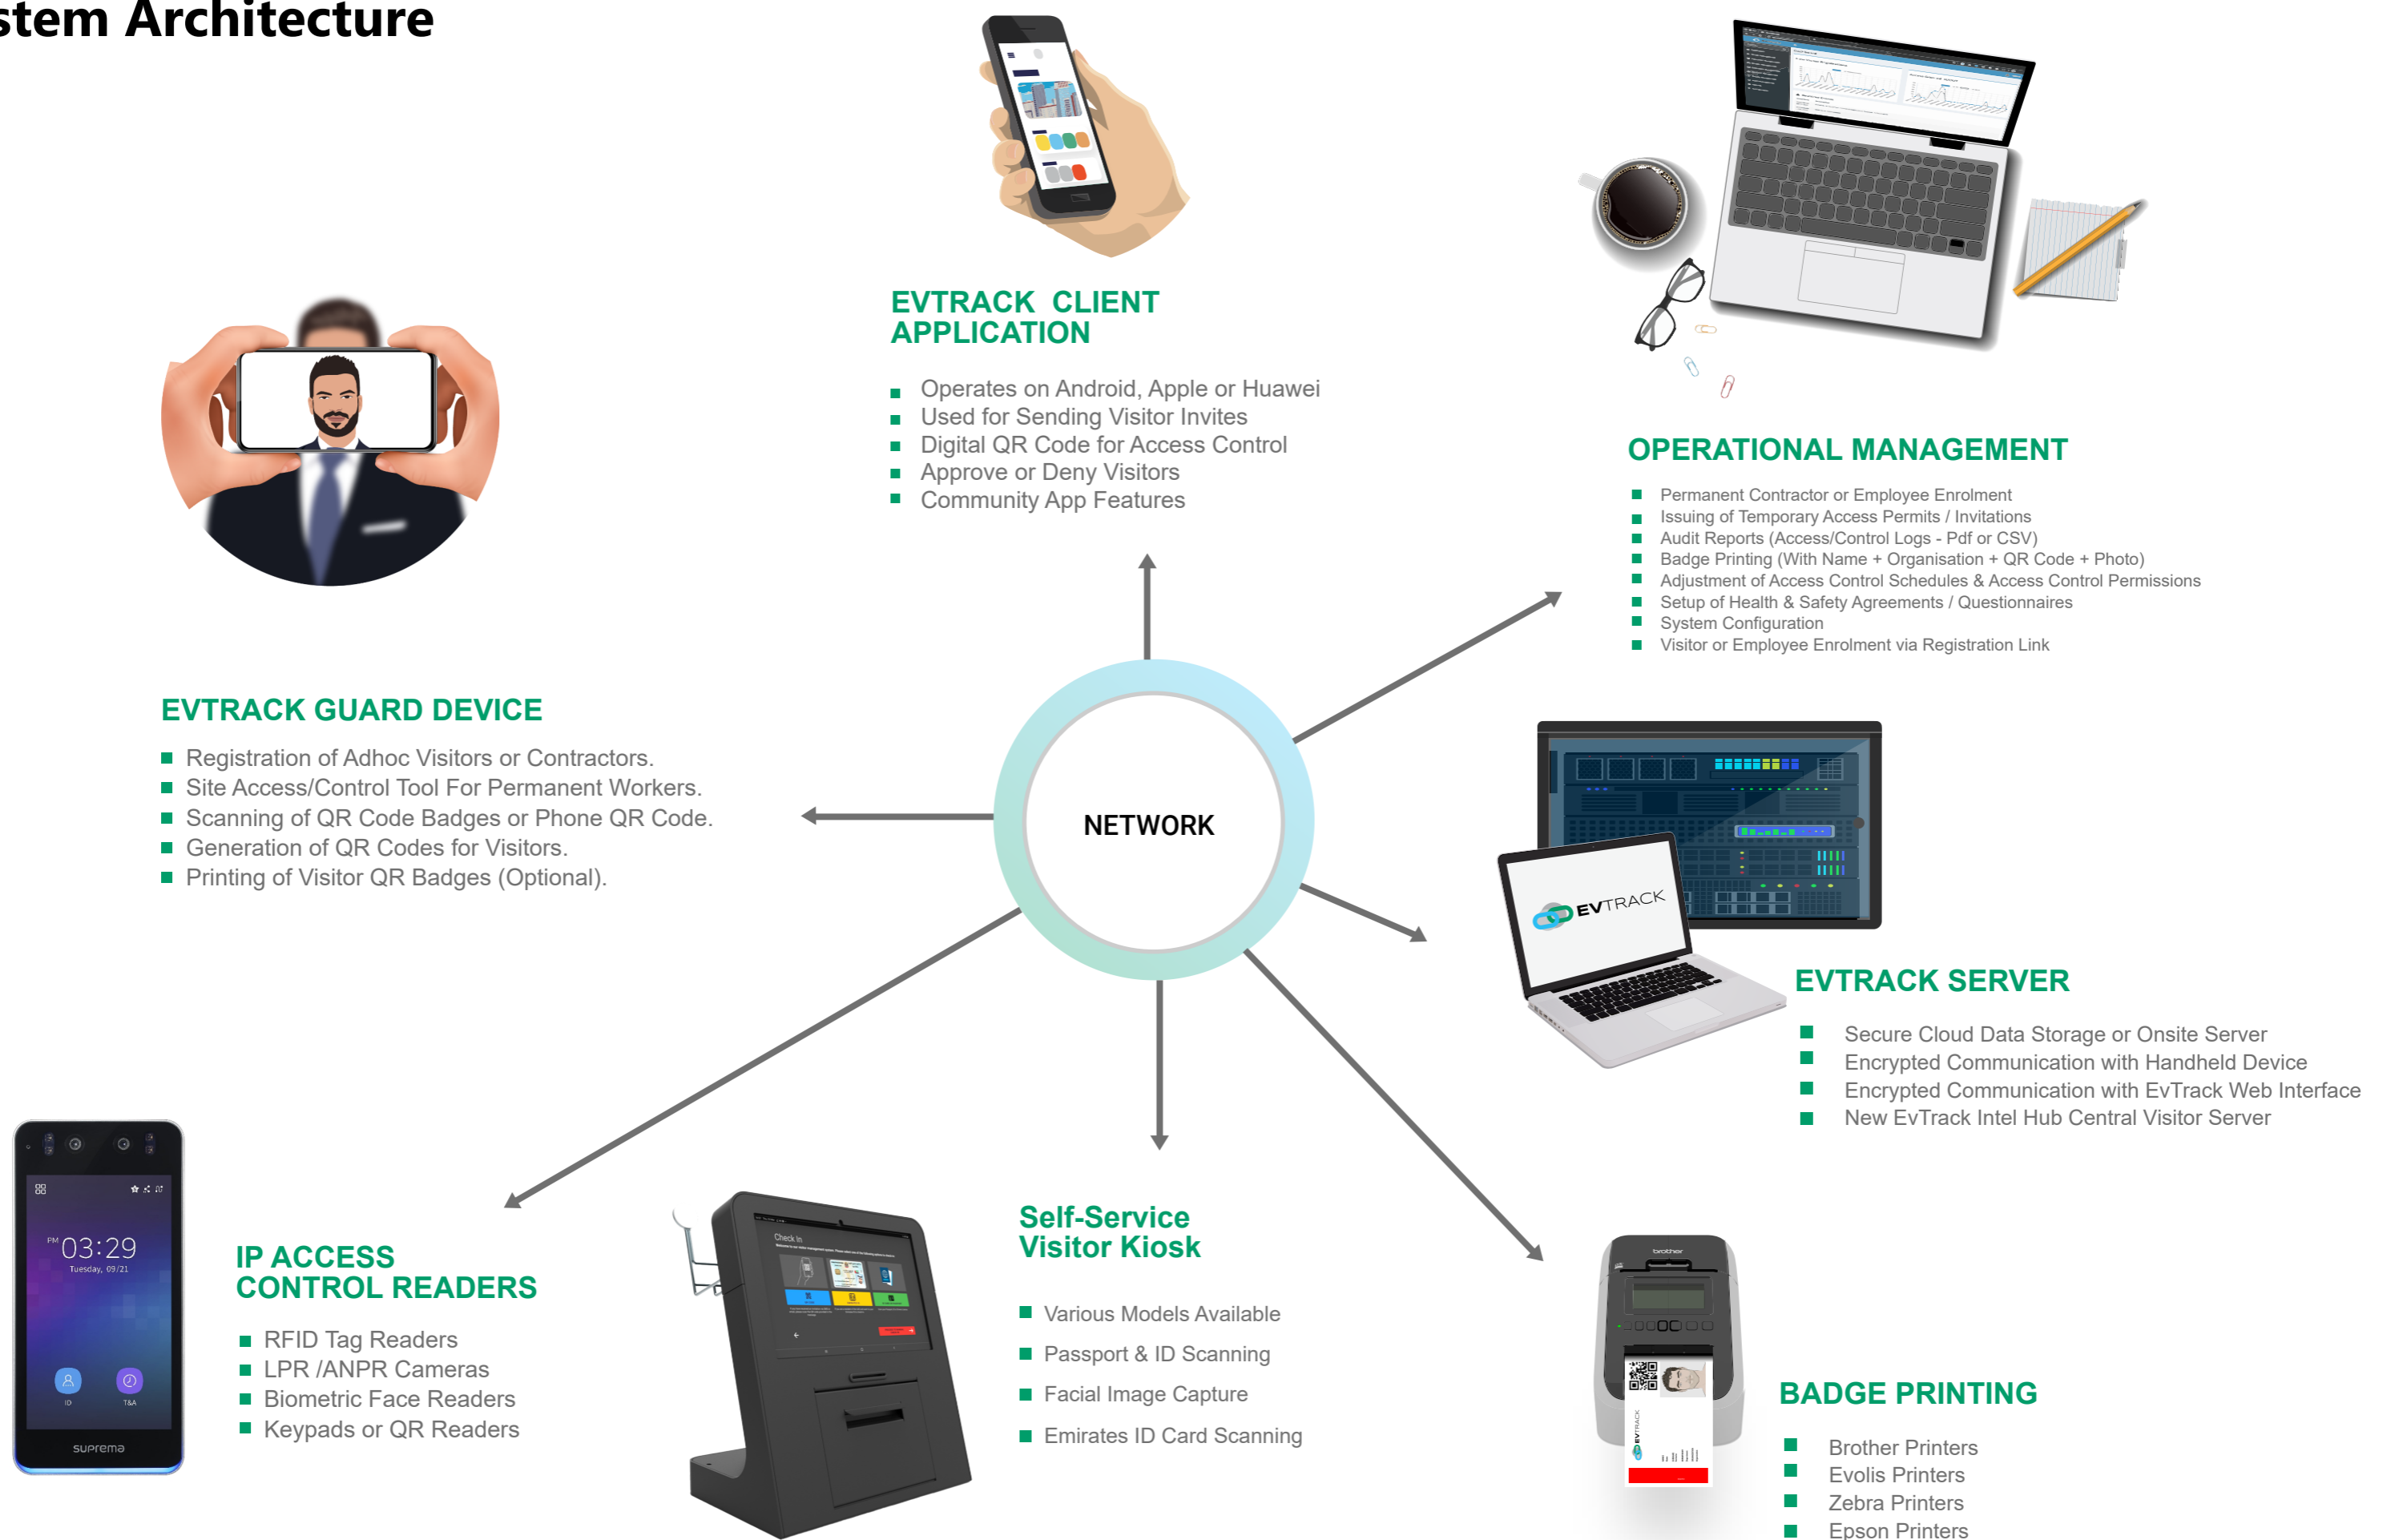 stem Architecture
EVTRACK CLIENT
APPLICATION
Operates on Android, Apple or Huawei
Used for Sending Visitor Invites
Digital QR Code for Access Control
Approve or Deny Visitors
Community App Features
OPERATIONAL MANAGEMENT
Permanent Contractor or Employee Enrolment
Issuing of Temporary Access Permits / Invitations
Audit Reports (Access/Control Logs - Pdf or CSV)
Badge Printing (With Name + Organisation + QR Code + Photo)
Adjustment of Access Control Schedules & Access Control Permissions
Setup of Health & Safety Agreements / Questionnaires
System Configuration
Visitor or Employee Enrolment via Registration Link
EVTRACK GUARD DEVICE
Registration of Adhoc Visitors or Contractors.
Site Access/Control Tool For Permanent Workers.
Scanning of QR Code Badges or Phone QR Code.
Generation of QR Codes for Visitors.
Printing of Visitor QR Badges (Optional).
NETWORK
EVTRACK
EVTRACK SERVER
Secure Cloud Data Storage or Onsite Server
Encrypted Communication with Handheld Device
Encrypted Communication with EvTrack Web Interface
New EvTrack Intel Hub Central Visitor Server
PM 03:29
Tuesday, 09/21
ID T&A
suprema
IP ACCESS
CONTROL READERS
RFID Tag Readers
LPR /ANPR Cameras
Biometric Face Readers
Keypads or QR Readers
Check In
Self-Service
Visitor Kiosk
Various Models Available
Passport & ID Scanning
Facial Image Capture
Emirates ID Card Scanning
brother
EVTRACK
BADGE PRINTING
Brother Printers
Evolis Printers
Zebra Printers
Epson Printers